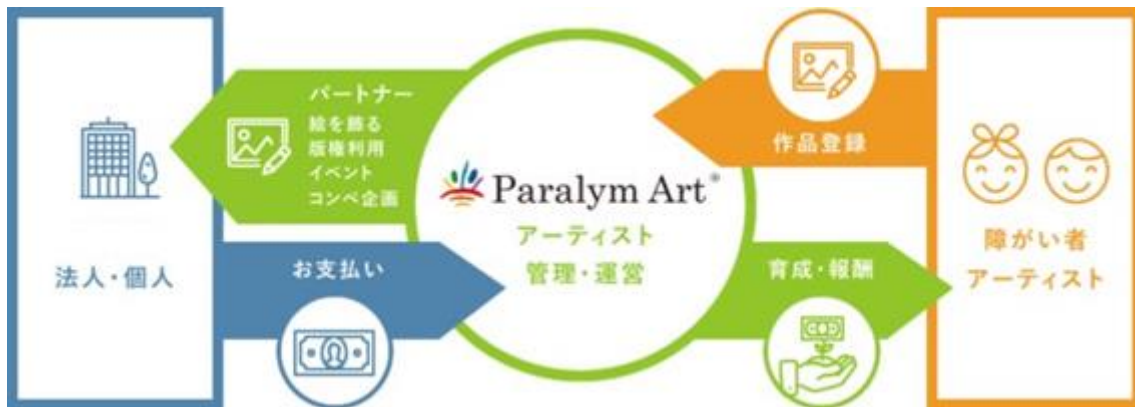 法人・個人
パートナー
絵を飾る
版権利用
イベント
コンペ企画
お支払い
Paralym Art®
アーティスト
管理・運営
作品登録
育成・報酬
障がい者
アーティスト